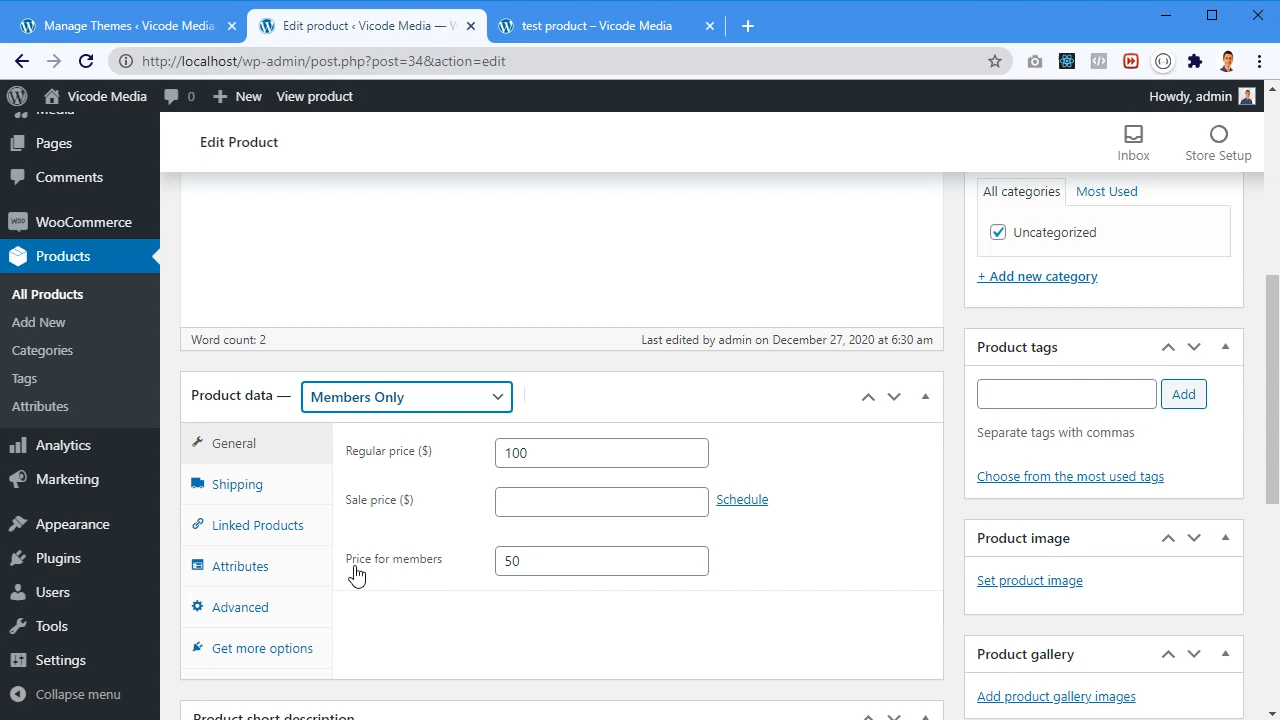 Manage Themes ‹ Vicode Media
Edit product ‹ Vicode Media —
test product – Vicode Media
http://localhost/wp-admin/post.php?post=34&action=edit
Vicode Media
0
New
View product
Howdy, admin
Media
Pages
Comments
WooCommerce
Products
All Products
Add New
Categories
Tags
Attributes
Analytics
Marketing
Appearance
Plugins
Users
Tools
Settings
Collapse menu
Edit Product
Inbox
Store Setup
Word count: 2
Last edited by admin on December 27, 2020 at 6:30 am
Product data —
Members Only
General
Shipping
Linked Products
Attributes
Advanced
Get more options
Regular price ($)
100
Sale price ($)
Schedule
Price for members
50
Product short description
All categories
Most Used
Uncategorized
+ Add new category
Product tags
Add
Separate tags with commas
Choose from the most used tags
Product image
Set product image
Product gallery
Add product gallery images